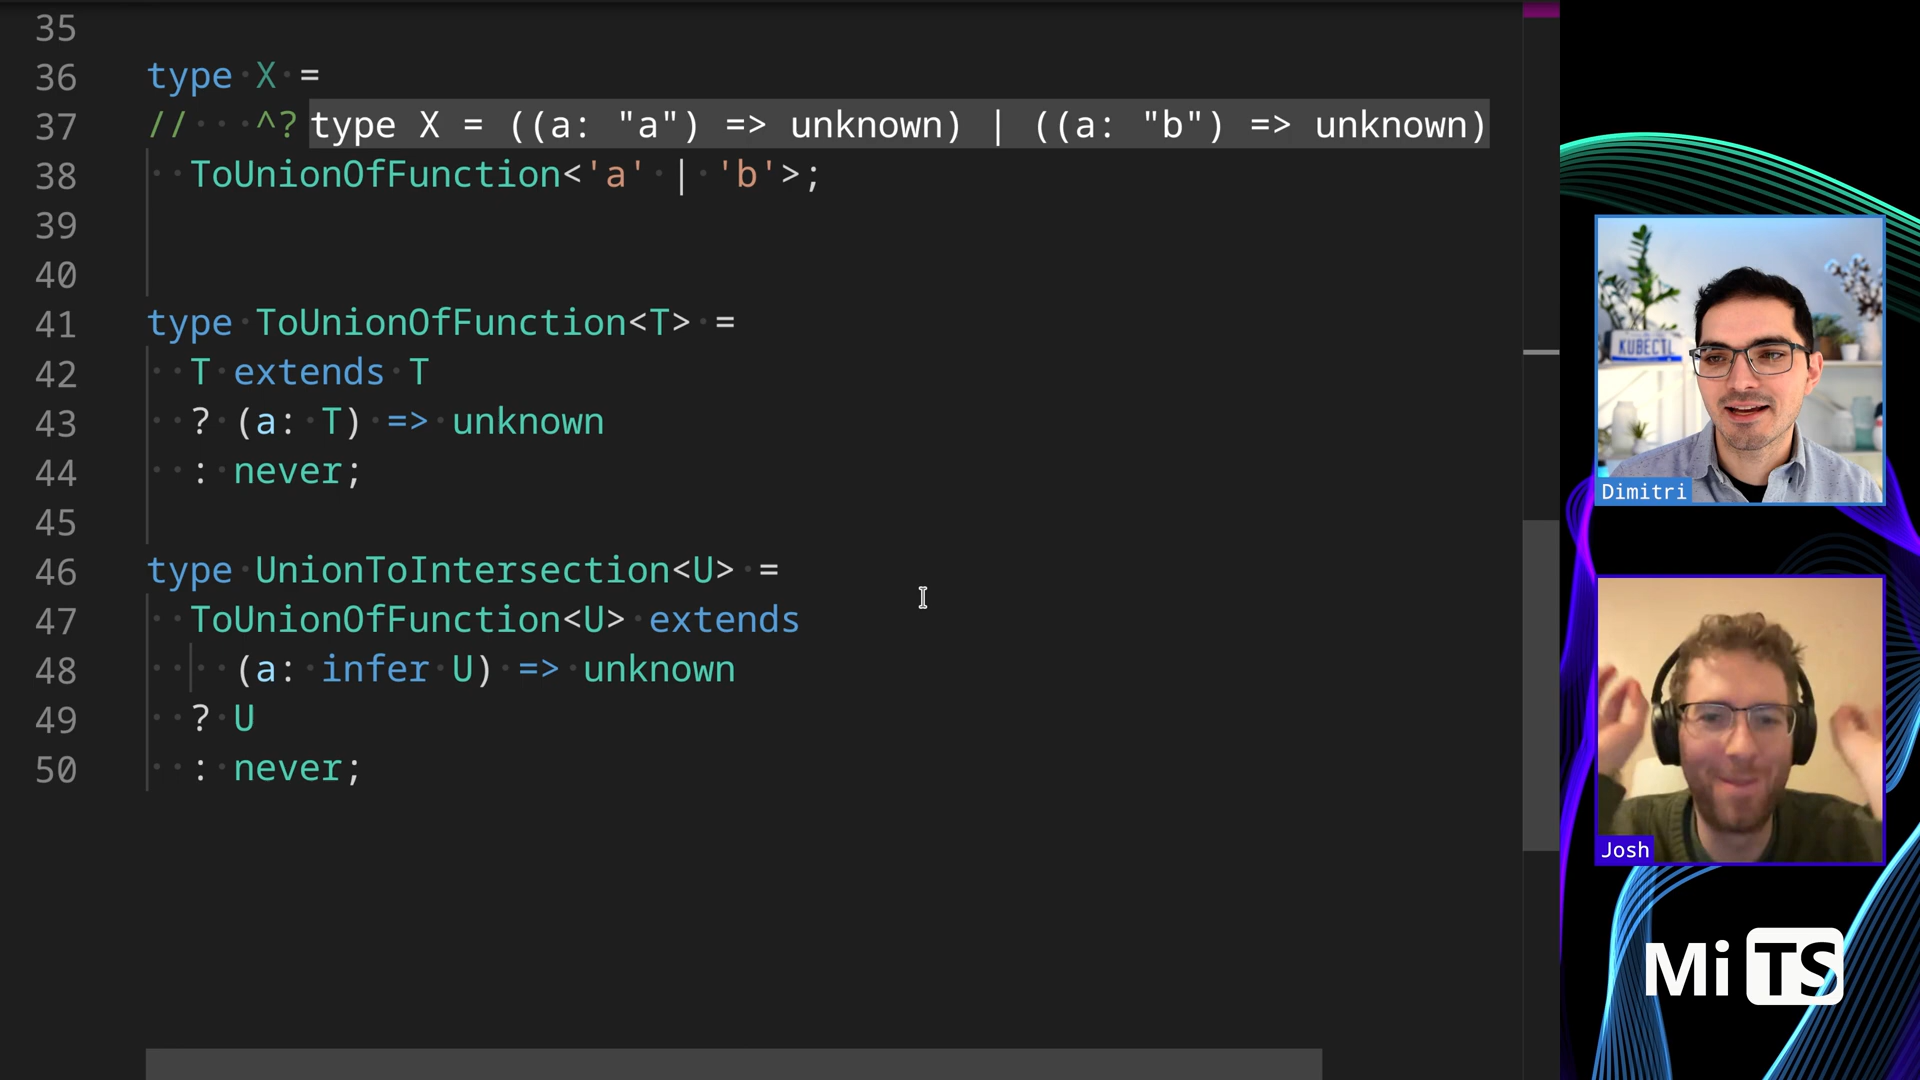 35
36 type X =
37 //   ^? type X = ((a: "a") => unknown) | ((a: "b") => unknown)
38   ToUnionOfFunction<'a' | 'b'>;
39
40
41 type ToUnionOfFunction<T> =
42   T extends T
43   ? (a: T) => unknown
44   : never;
45
46 type UnionToIntersection<U> =
47   ToUnionOfFunction<U> extends
48     (a: infer U) => unknown
49   ? U
50   : never;
KUBECTL
Dimitri
Josh
Mi TS